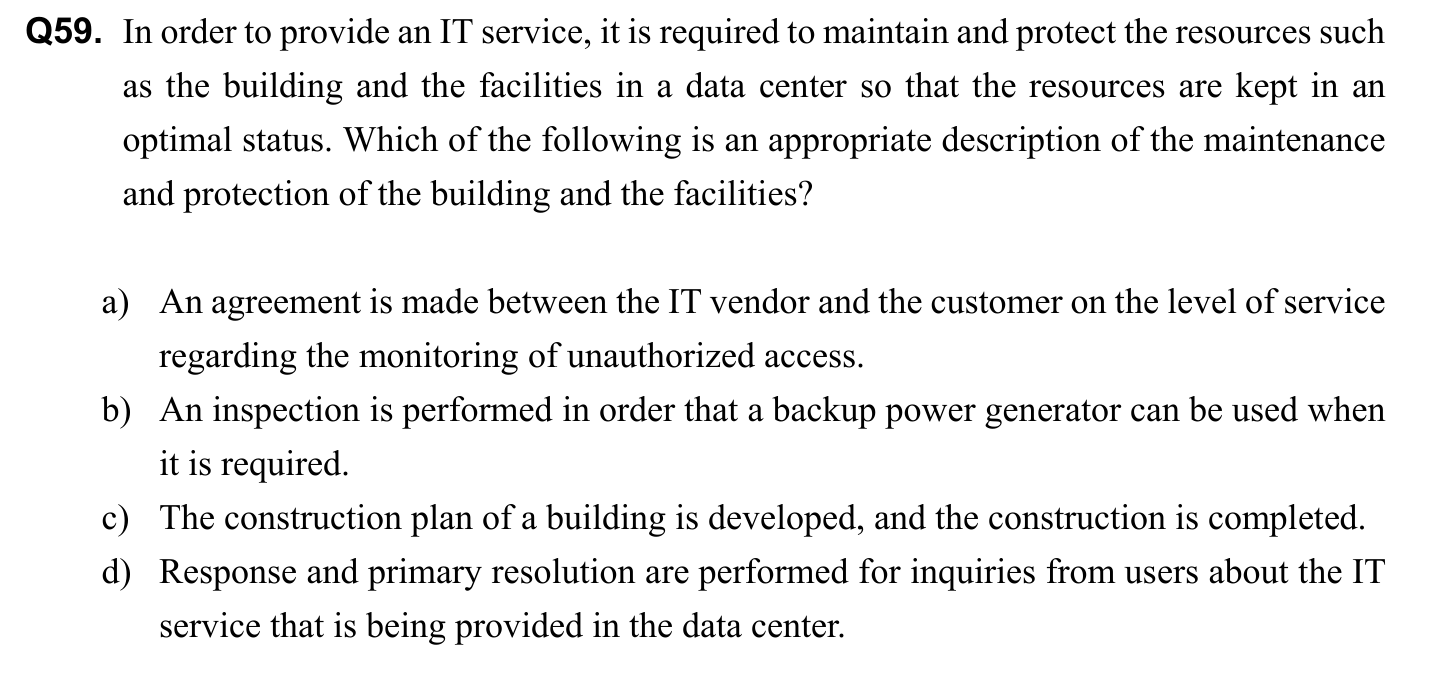 Q59. In order to provide an IT service, it is required to maintain and protect the resources such
as the building and the facilities in a data center so that the resources are kept in an
optimal status. Which of the following is an appropriate description of the maintenance
and protection of the building and the facilities?
a) An agreement is made between the IT vendor and the customer on the level of service
regarding the monitoring of unauthorized access.
b) An inspection is performed in order that a backup power generator can be used when
it is required.
c) The construction plan of a building is developed, and the construction is completed.
d) Response and primary resolution are performed for inquiries from users about the IT
service that is being provided in the data center.